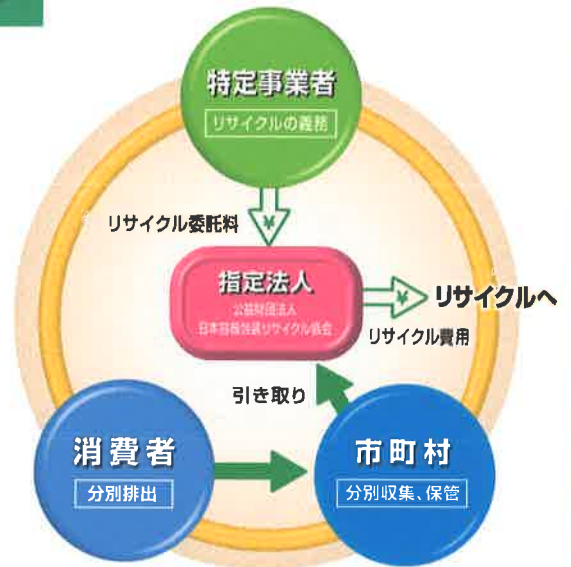 特定事業者
リサイクルの義務
リサイクル委託料
¥
指定法人
公益財団法人
日本容器包装リサイクル協会
¥
リサイクルへ
リサイクル費用
引き取り
消費者
分別排出
市町村
分別収集、保管